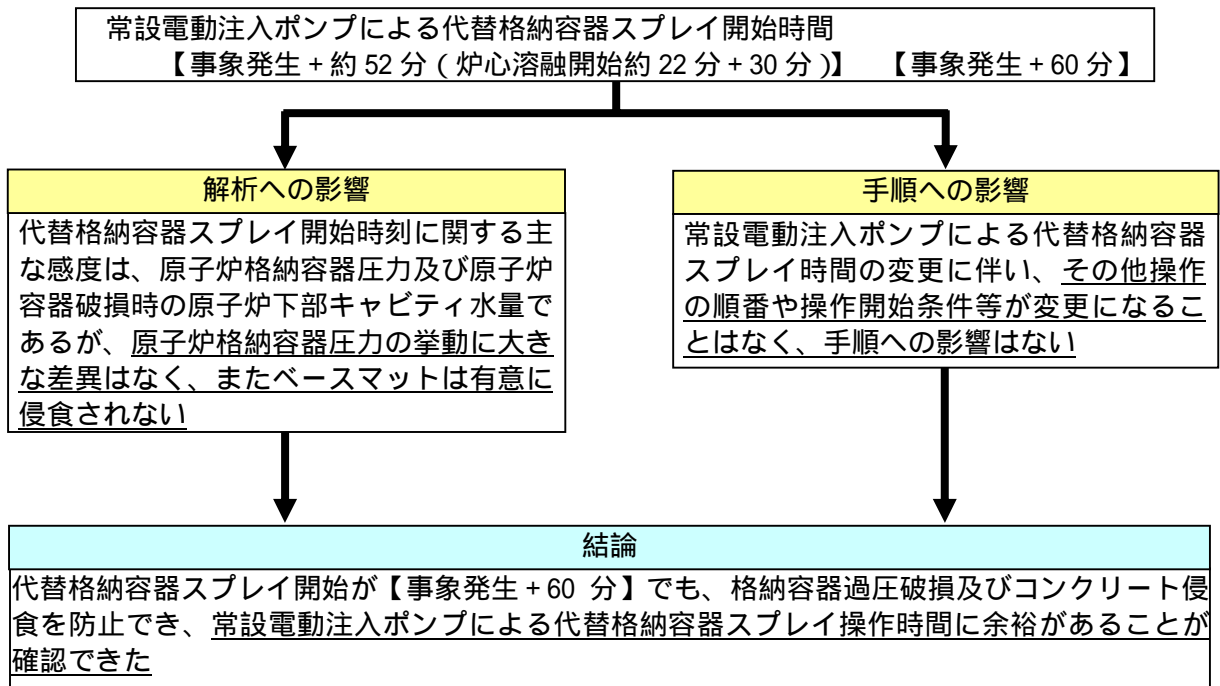 常設電動注入ポンプによる代替格納容器スプレイ開始時間
【事象発生+約52分(炉心溶融開始約22分+30分)】 【事象発生+60分】
解析への影響
代替格納容器スプレイ開始時刻に関する主
な感度は、原子炉格納容器圧力及び原子炉
容器破損時の原子炉下部キャビティ水量で
あるが、原子炉格納容器圧力の挙動に大き
な差異はなく、またベースマットは有意に
侵食されない
手順への影響
常設電動注入ポンプによる代替格納容器
スプレイ時間の変更に伴い、その他操作
の順番や操作開始条件等が変更になるこ
とはなく、手順への影響はない
結論
代替格納容器スプレイ開始が【事象発生+60 分】でも、格納容器過圧破損及びコンクリート侵
食を防止でき、常設電動注入ポンプによる代替格納容器スプレイ操作時間に余裕があることが
確認できた